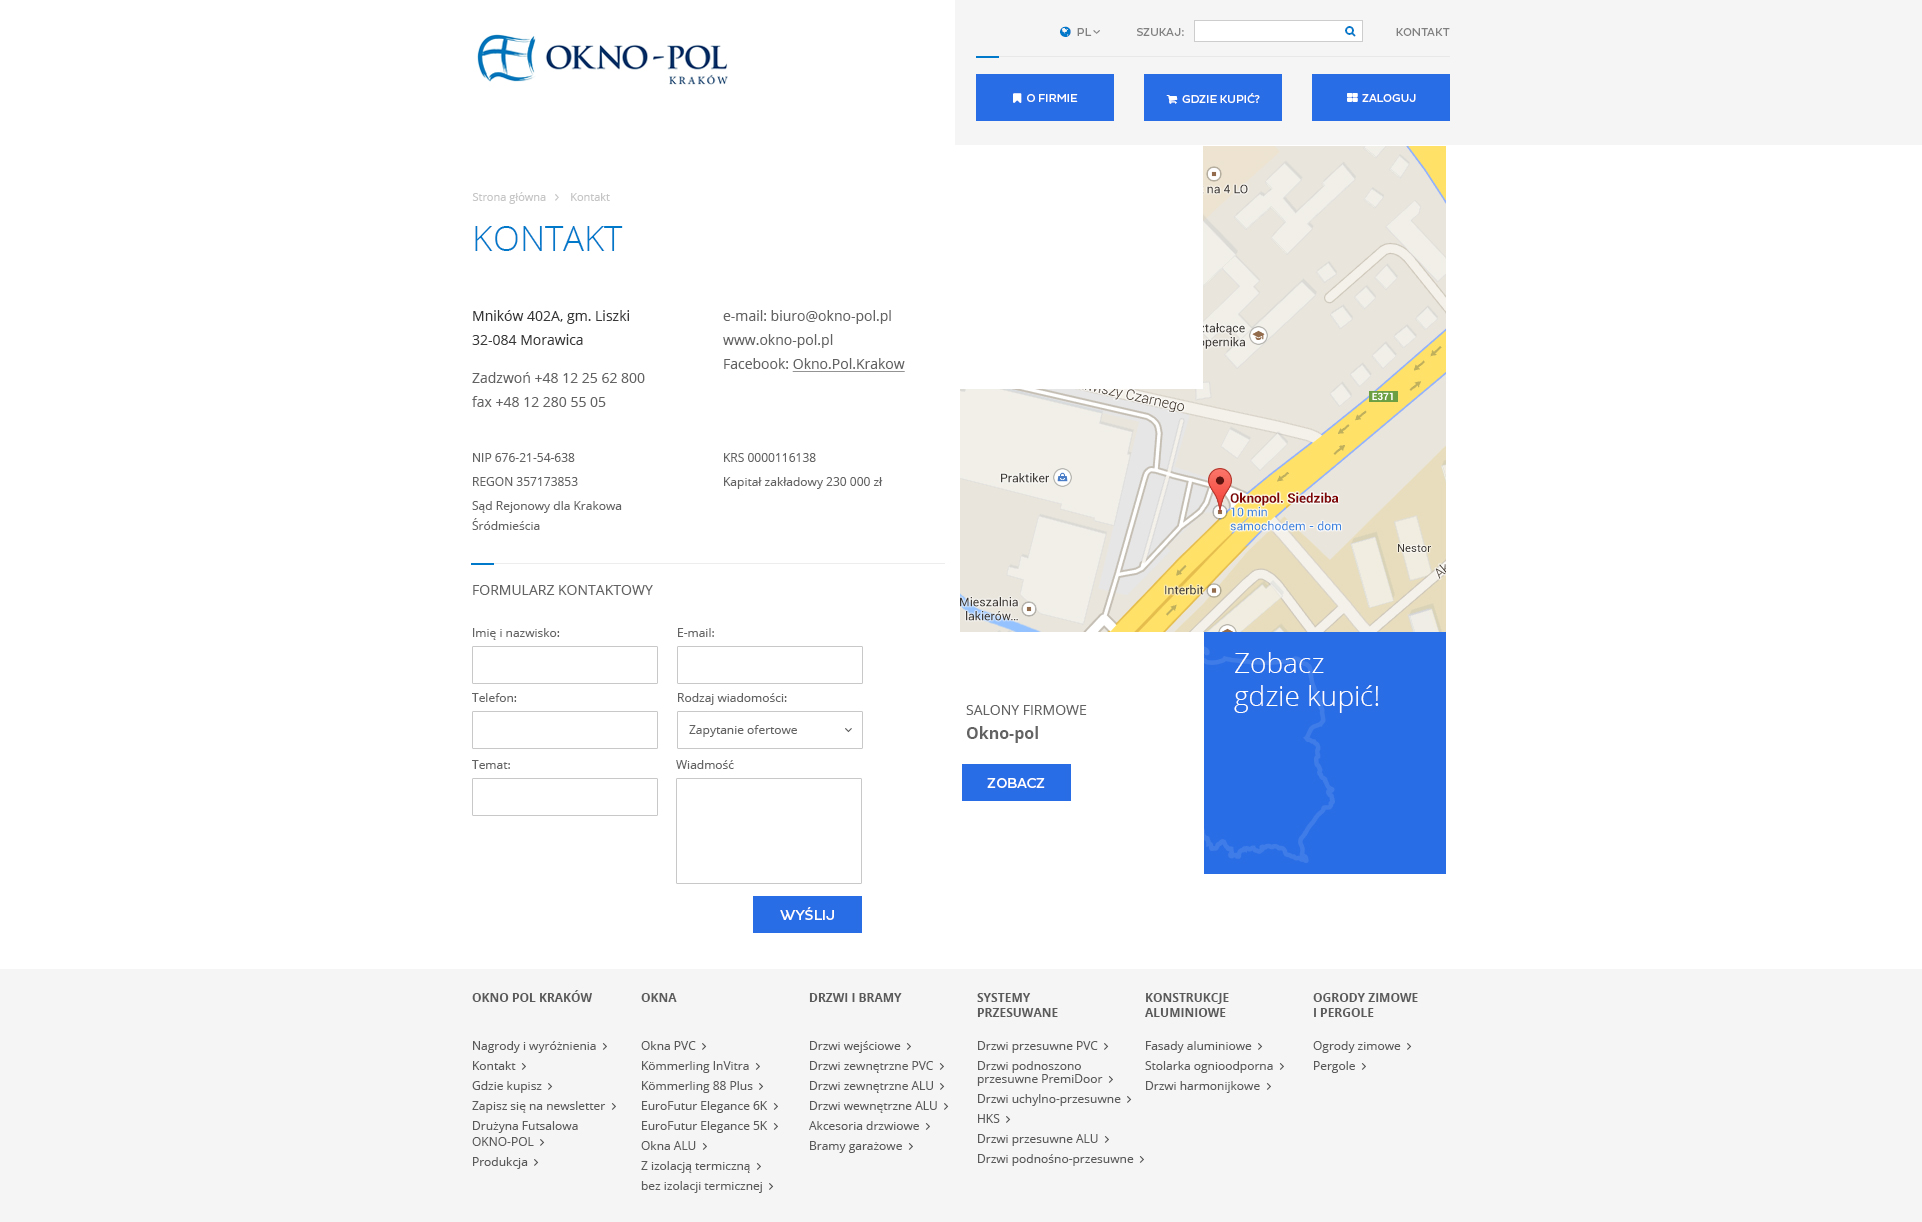 OKNO-POL
KRAKÓW
PL
SZUKAJ:
KONTAKT
O FIRMIE
GDZIE KUPIĆ?
ZALOGUJ
Strona główna
Kontakt
KONTAKT
Mników 402A, gm. Liszki
32-084 Morawica
Zadzwoń +48 12 25 62 800
fax +48 12 280 55 05
e-mail: biuro@okno-pol.pl
www.okno-pol.pl
Facebook: Okno.Pol.Krakow
NIP 676-21-54-638
REGON 357173853
Sąd Rejonowy dla Krakowa
Śródmieścia
KRS 0000116138
Kapitał zakładowy 230 000 zł
na 4 LO
ztałcące
opernika
E371
wiszy Czarnego
Praktiker
Oknopol. Siedziba
10 min
samochodem - dom
Nestor
Interbit
Mieszalnia
lakierów...
FORMULARZ KONTAKTOWY
Imię i nazwisko:
E-mail:
Telefon:
Rodzaj wiadomości:
Zapytanie ofertowe
Temat:
Wiadmość
WYŚLIJ
SALONY FIRMOWE
Okno-pol
ZOBACZ
Zobacz
gdzie kupić!
OKNO POL KRAKÓW
Nagrody i wyróżnienia
Kontakt
Gdzie kupisz
Zapisz się na newsletter
Drużyna Futsalowa
OKNO-POL
Produkcja
OKNA
Okna PVC
Kömmerling InVitra
Kömmerling 88 Plus
EuroFutur Elegance 6K
EuroFutur Elegance 5K
Okna ALU
Z izolacją termiczną
bez izolacji termicznej
DRZWI I BRAMY
Drzwi wejściowe
Drzwi zewnętrzne PVC
Drzwi zewnętrzne ALU
Drzwi wewnętrzne ALU
Akcesoria drzwiowe
Bramy garażowe
SYSTEMY
PRZESUWANE
Drzwi przesuwne PVC
Drzwi podnoszono
przesuwne PremiDoor
Drzwi uchylno-przesuwne
HKS
Drzwi przesuwne ALU
Drzwi podnośno-przesuwne
KONSTRUKCJE
ALUMINIOWE
Fasady aluminiowe
Stolarka ognioodporna
Drzwi harmonijkowe
OGRODY ZIMOWE
I PERGOLE
Ogrody zimowe
Pergole